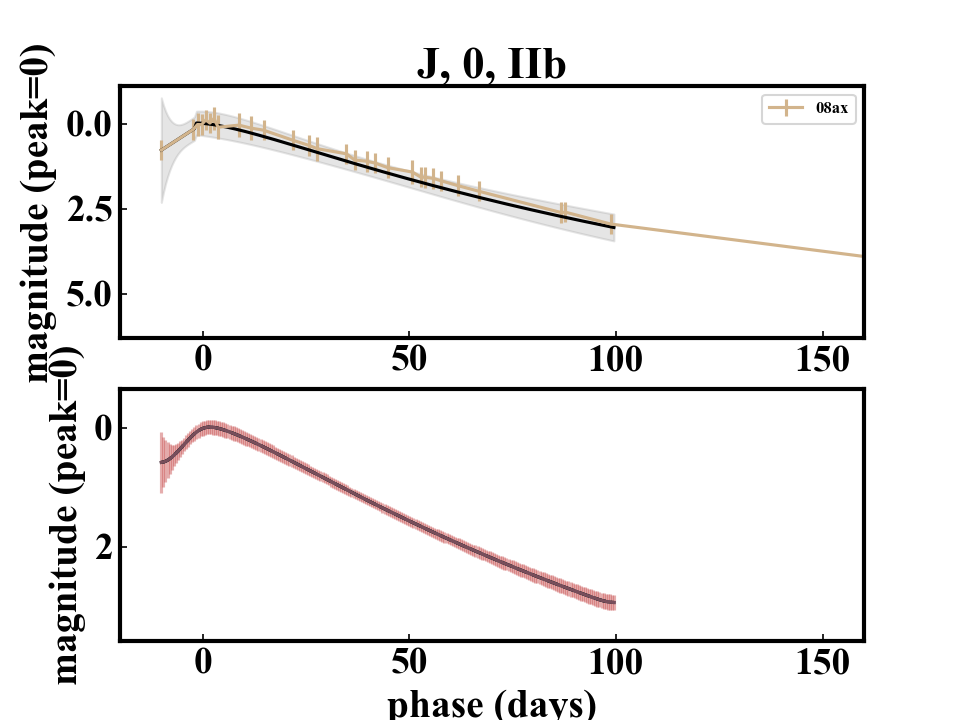 J, 0, IIb
magnitude (peak=0)
0.0
2.5
5.0
08ax
0 50 100 150
magnitude (peak=0)
0
2
0 50 100 150
phase (days)